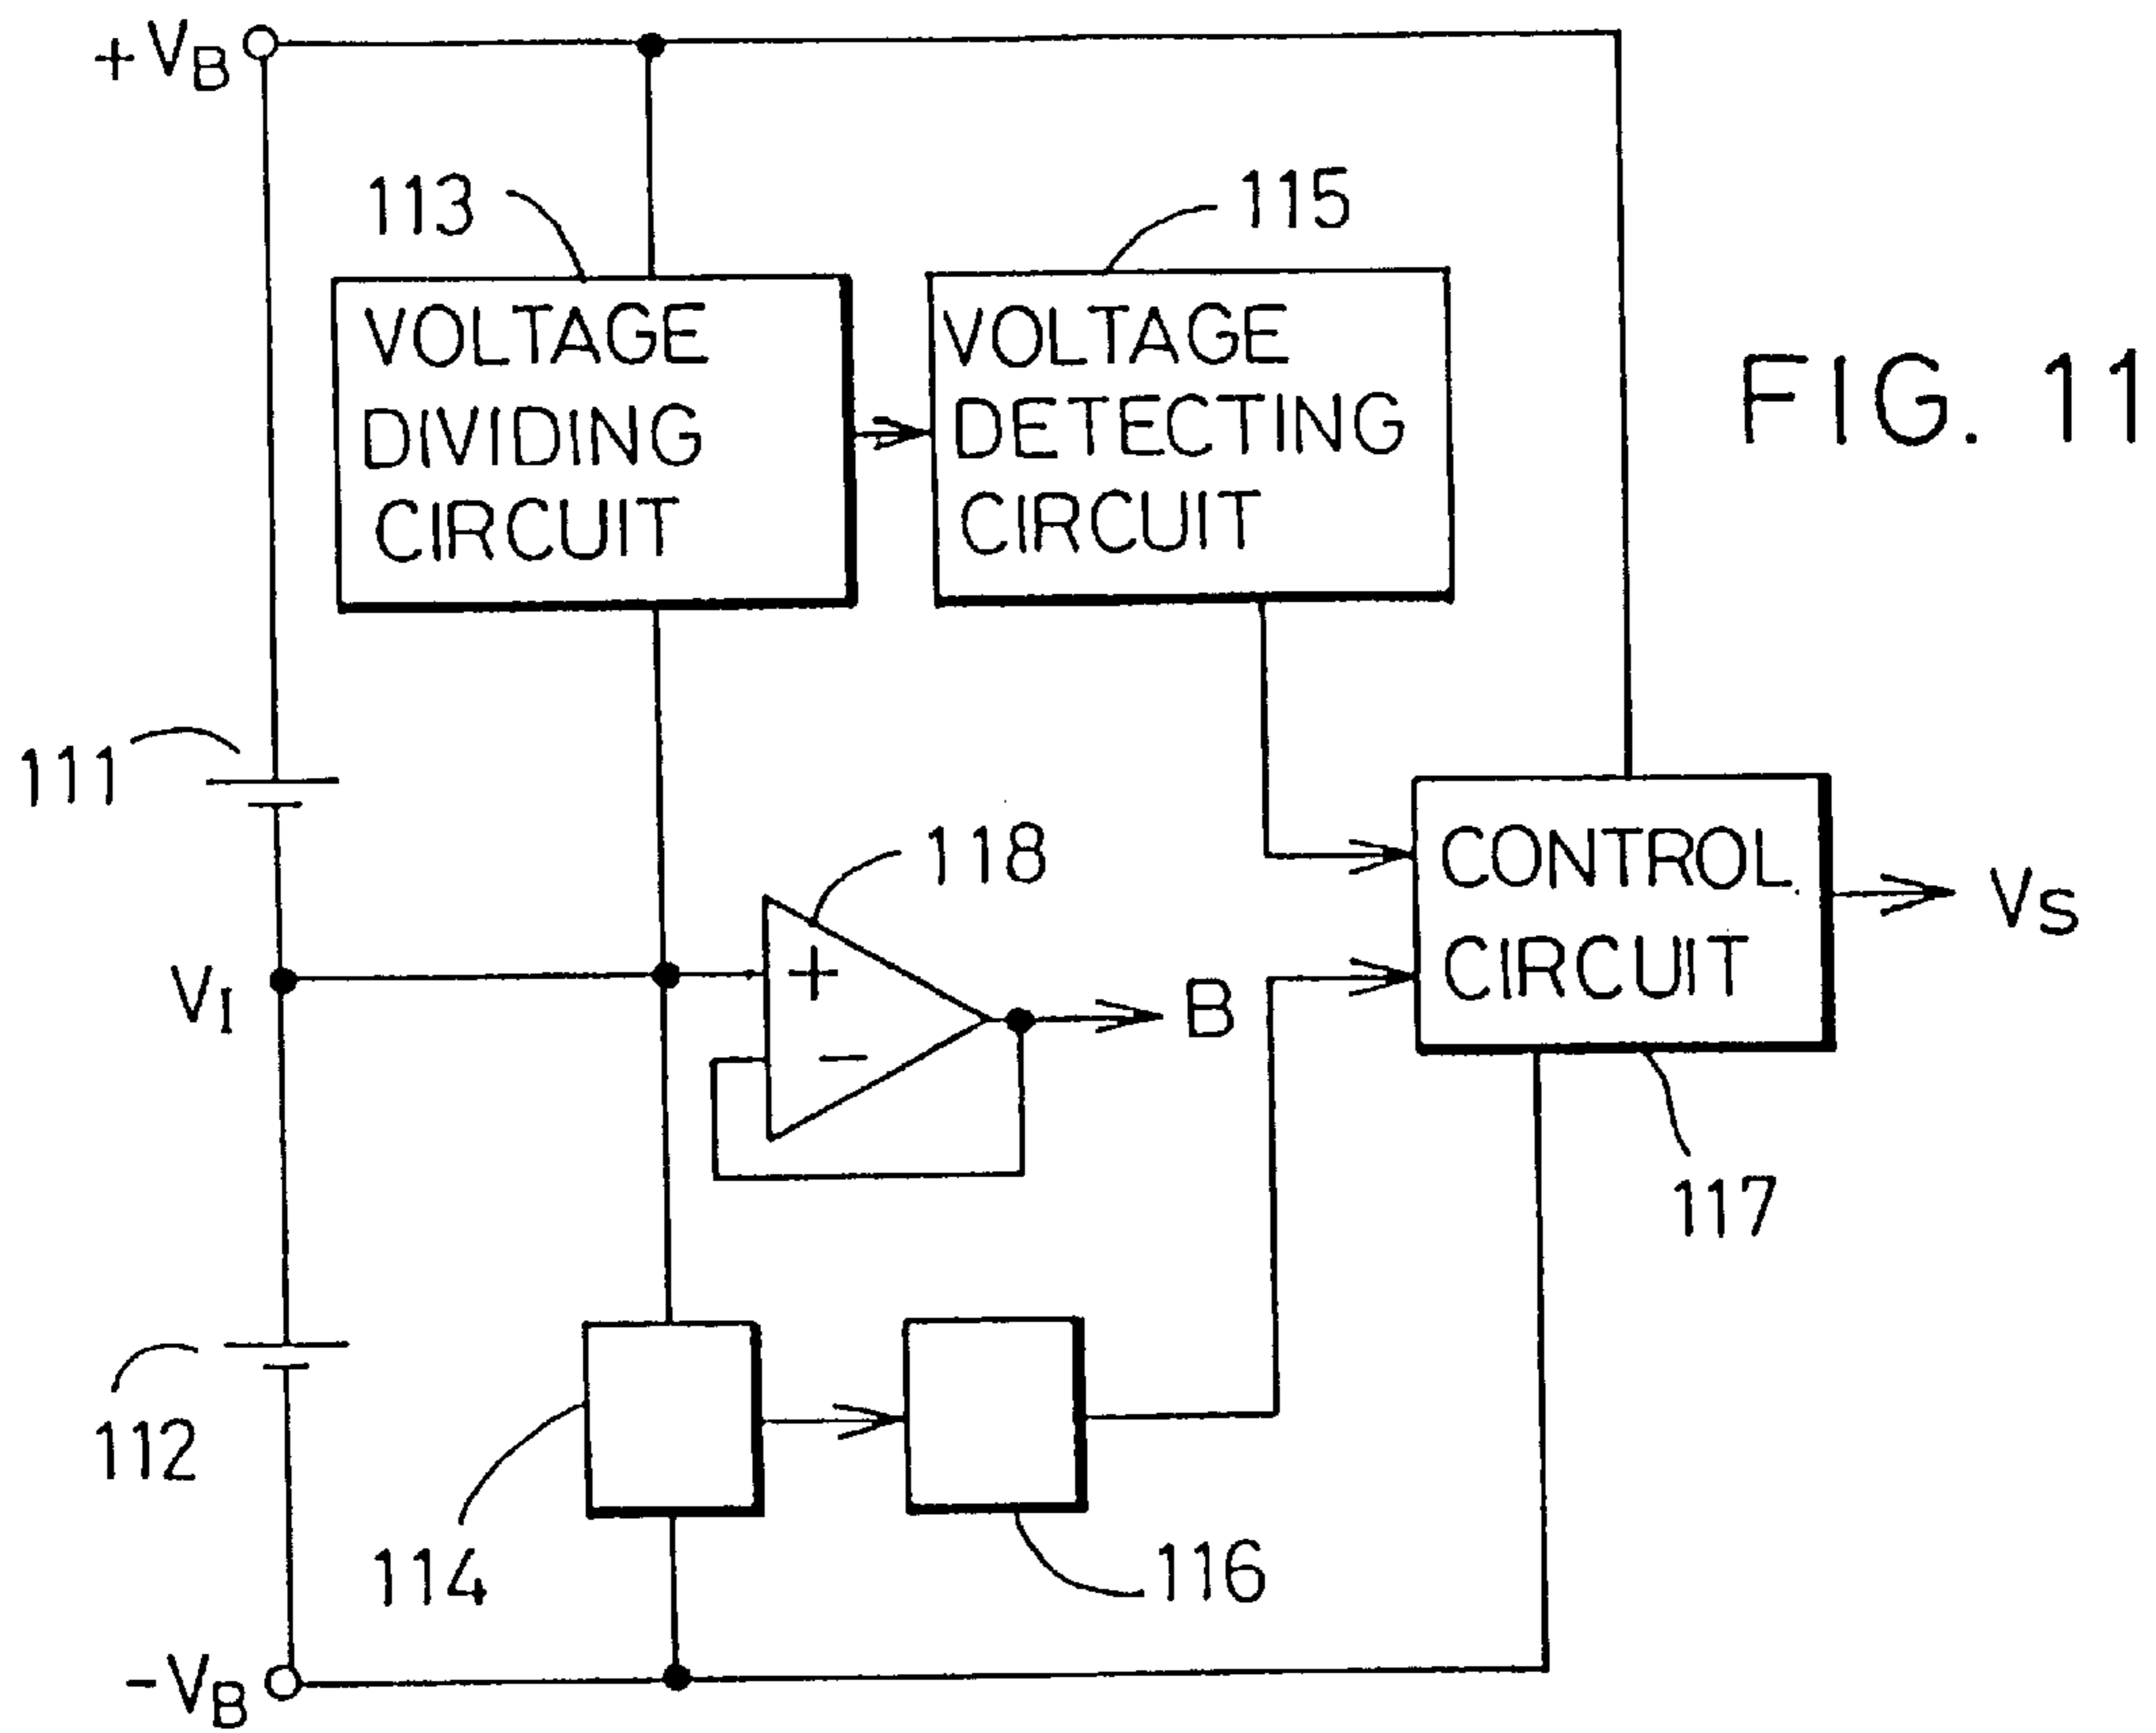 +VB
113
115
VOLTAGE
DIVIDING
CIRCUIT
VOLTAGE
DETECTING
CIRCUIT
FIG. 11
111
118
CONTROL
CIRCUIT
VS
VI
+
-
B
117
112
114
116
-VB